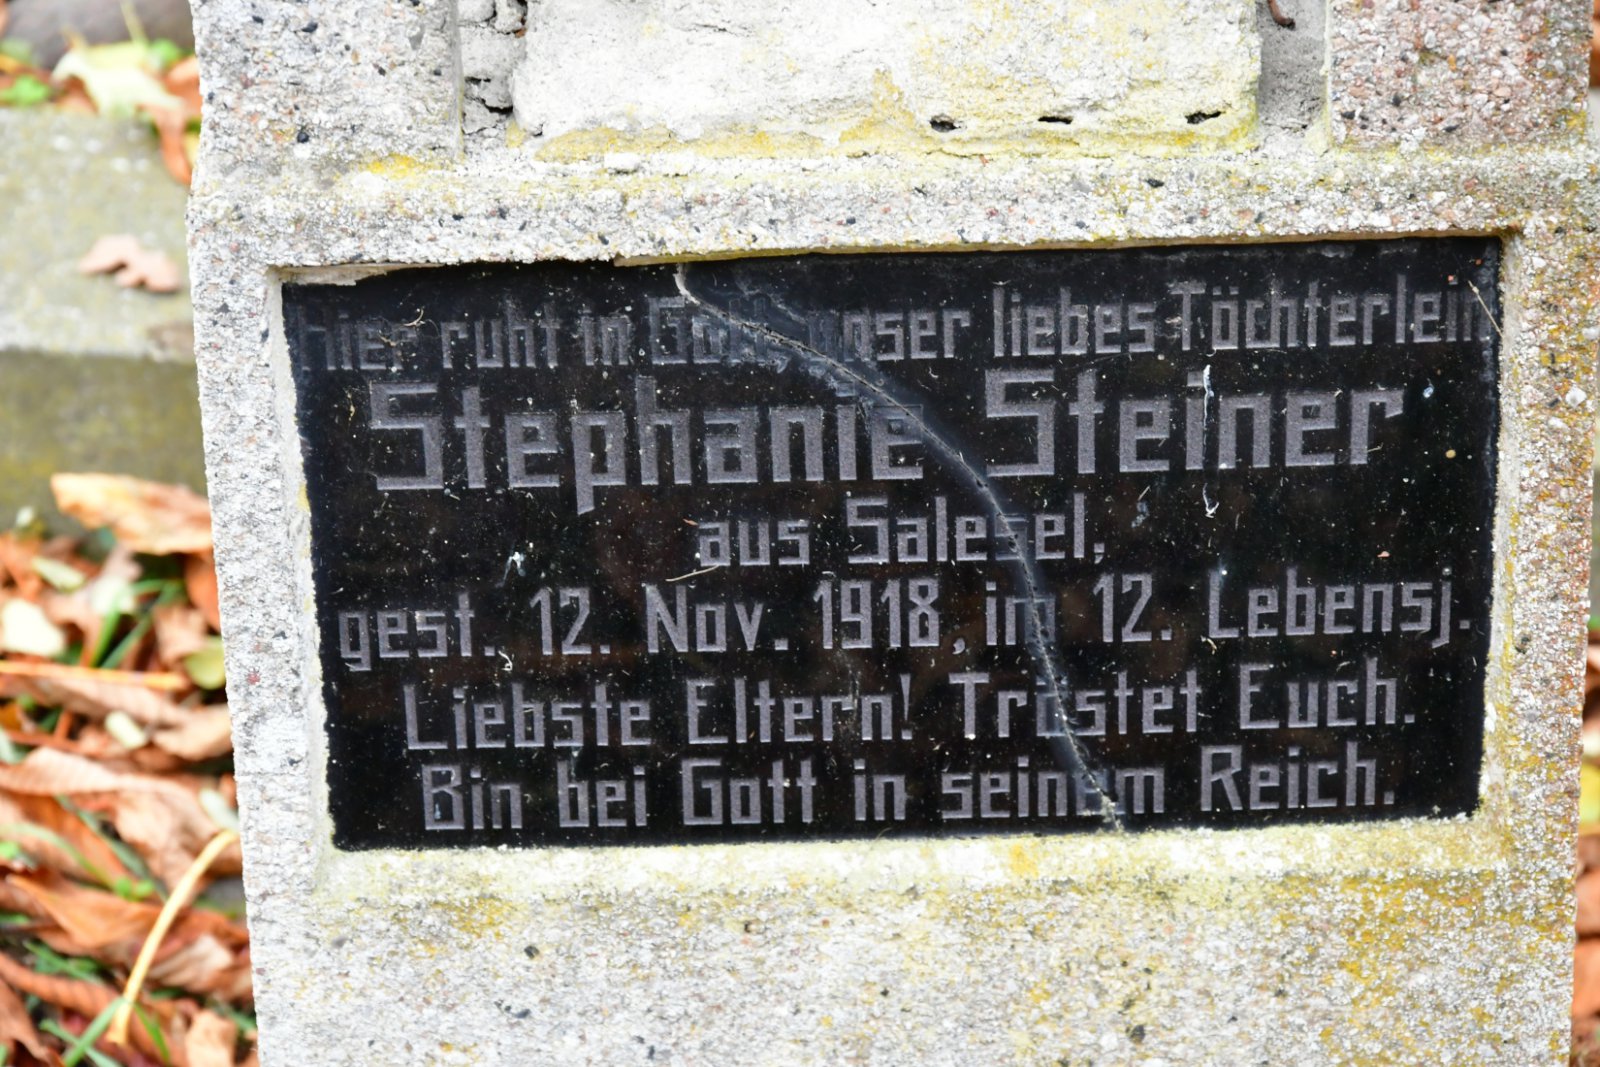 Hier ruht in Gott, unser liebes Töchterlein
Stephanie Steiner
aus Salesel,
gest. 12. Nov. 1918, im 12. Lebensj.
Liebste Eltern! Tröstet Euch.
Bin bei Gott in seinem Reich.